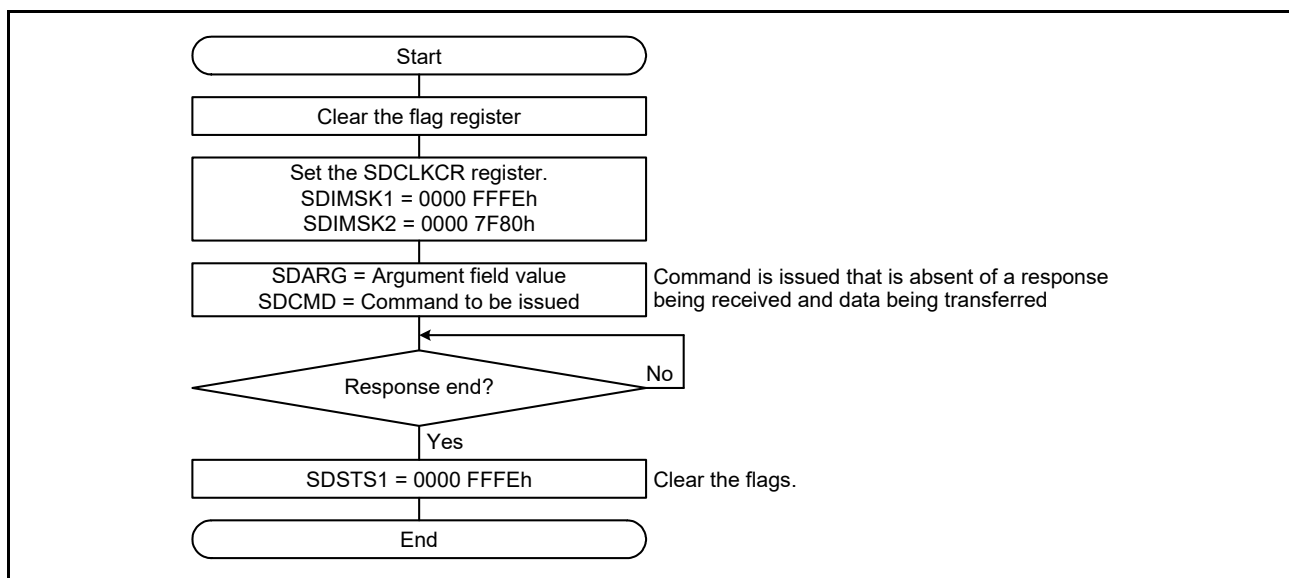 Start
Clear the flag register
Set the SDCLKCR register.
SDIMSK1 = 0000 FFFEh
SDIMSK2 = 0000 7F80h
SDARG = Argument field value
SDCMD = Command to be issued
Command is issued that is absent of a response
being received and data being transferred
Response end?
No
Yes
SDSTS1 = 0000 FFFEh
Clear the flags.
End